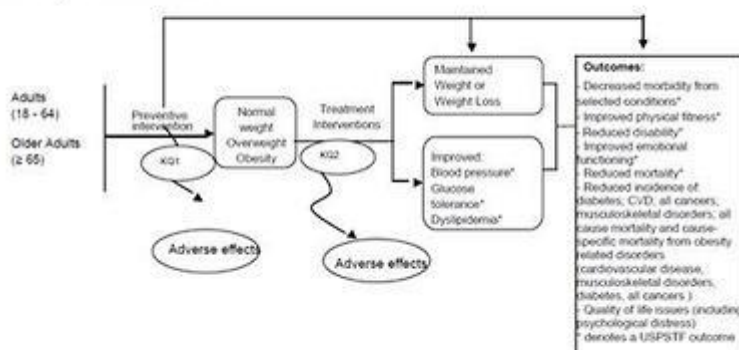 Adults
(18 - 64)
Older Adults
(≥ 65)
Preventive
intervention
KQ1
Adverse effects
Normal
weight
Overweight
Obesity
Treatment
Interventions
KQ2
Adverse effects
Maintained
Weight or
Weight Loss
Improved:
Blood pressure*
Glucose
tolerance*
Dyslipidemia*
Outcomes:
- Decreased morbidity from
selected conditions*
- Improved physical fitness*
- Reduced disability*
- Improved emotional
functioning*
- Reduced mortality*
- Reduced incidence of
diabetes; CVD; all cancers;
musculoskeletal disorders; all
cause mortality and cause-
specific mortality from obesity
related disorders
(cardiovascular disease,
musculoskeletal disorders,
diabetes, all cancers )
- Quality of life issues (including
psychological distress)
* denotes a USPSTF outcome